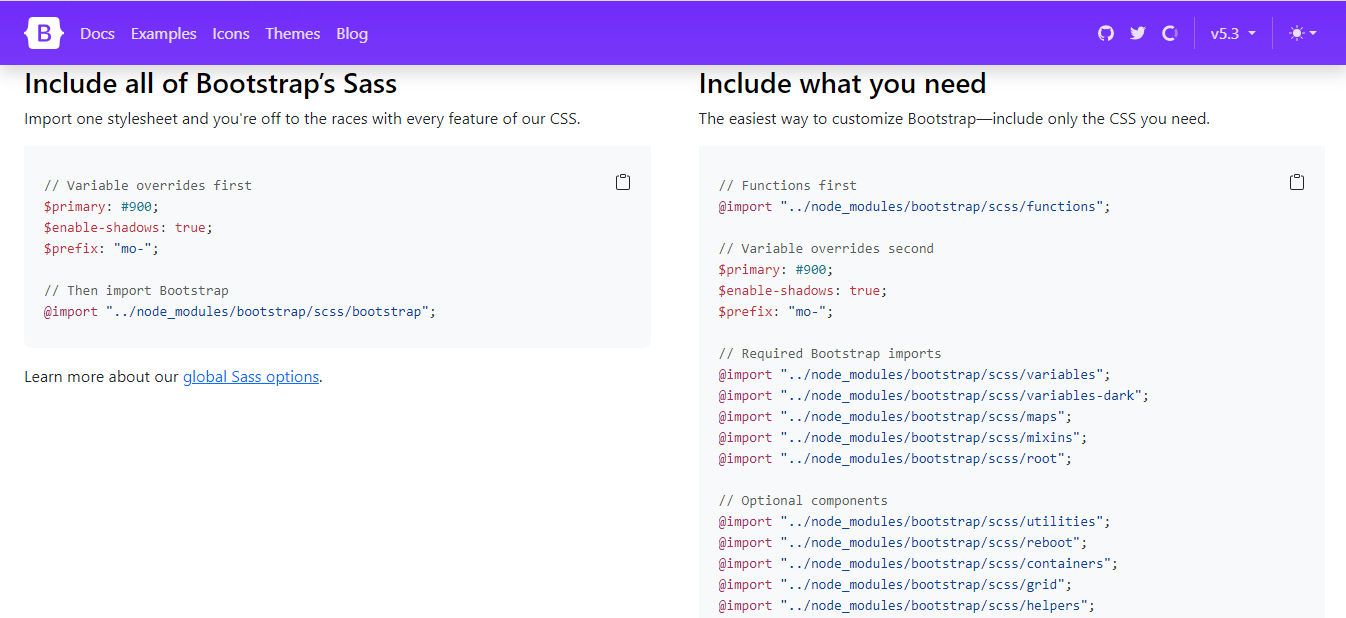 B Docs Examples Icons Themes Blog v5.3
Include all of Bootstrap’s Sass
Import one stylesheet and you're off to the races with every feature of our CSS.
// Variable overrides first
$primary: #900;
$enable-shadows: true;
$prefix: "mo-";
// Then import Bootstrap
@import "../node_modules/bootstrap/scss/bootstrap";
Learn more about our global Sass options.
Include what you need
The easiest way to customize Bootstrap—include only the CSS you need.
// Functions first
@import "../node_modules/bootstrap/scss/functions";
// Variable overrides second
$primary: #900;
$enable-shadows: true;
$prefix: "mo-";
// Required Bootstrap imports
@import "../node_modules/bootstrap/scss/variables";
@import "../node_modules/bootstrap/scss/variables-dark";
@import "../node_modules/bootstrap/scss/maps";
@import "../node_modules/bootstrap/scss/mixins";
@import "../node_modules/bootstrap/scss/root";
// Optional components
@import "../node_modules/bootstrap/scss/utilities";
@import "../node_modules/bootstrap/scss/reboot";
@import "../node_modules/bootstrap/scss/containers";
@import "../node_modules/bootstrap/scss/grid";
@import "../node_modules/bootstrap/scss/helpers";